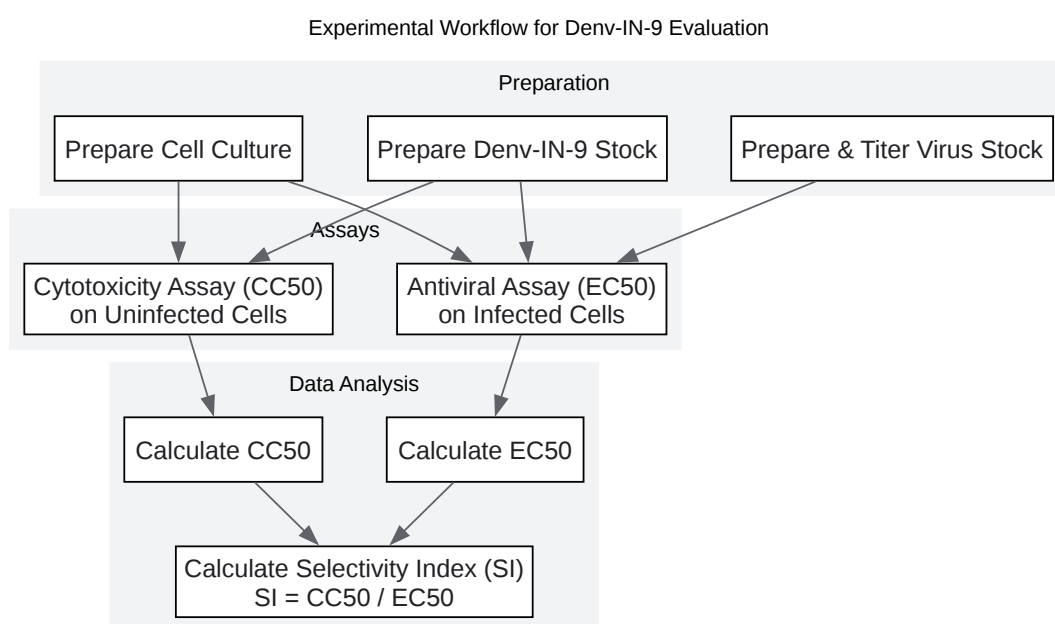 Experimental Workflow for Denv-IN-9 Evaluation
Preparation
Prepare Cell Culture
Prepare Denv-IN-9 Stock
Prepare & Titer Virus Stock
Assays
Cytotoxicity Assay (CC50)
on Uninfected Cells
Antiviral Assay (EC50)
on Infected Cells
Data Analysis
Calculate CC50
Calculate EC50
Calculate Selectivity Index (SI)
SI = CC50 / EC50